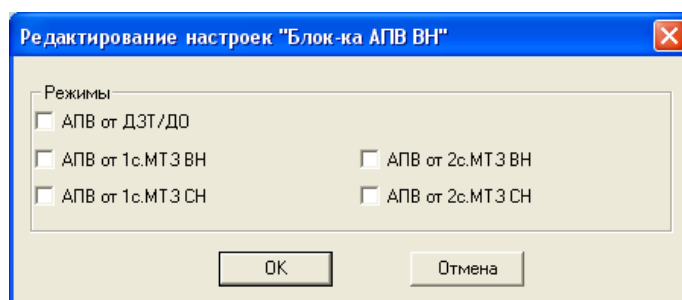 Редактирование настроек "Блок-ка АПВ ВН"
Режимы
АПВ от ДЗТ/ДО
АПВ от 1с.МТЗ ВН АПВ от 2с.МТЗ ВН
АПВ от 1с.МТЗ СН АПВ от 2с.МТЗ СН
OK Отмена